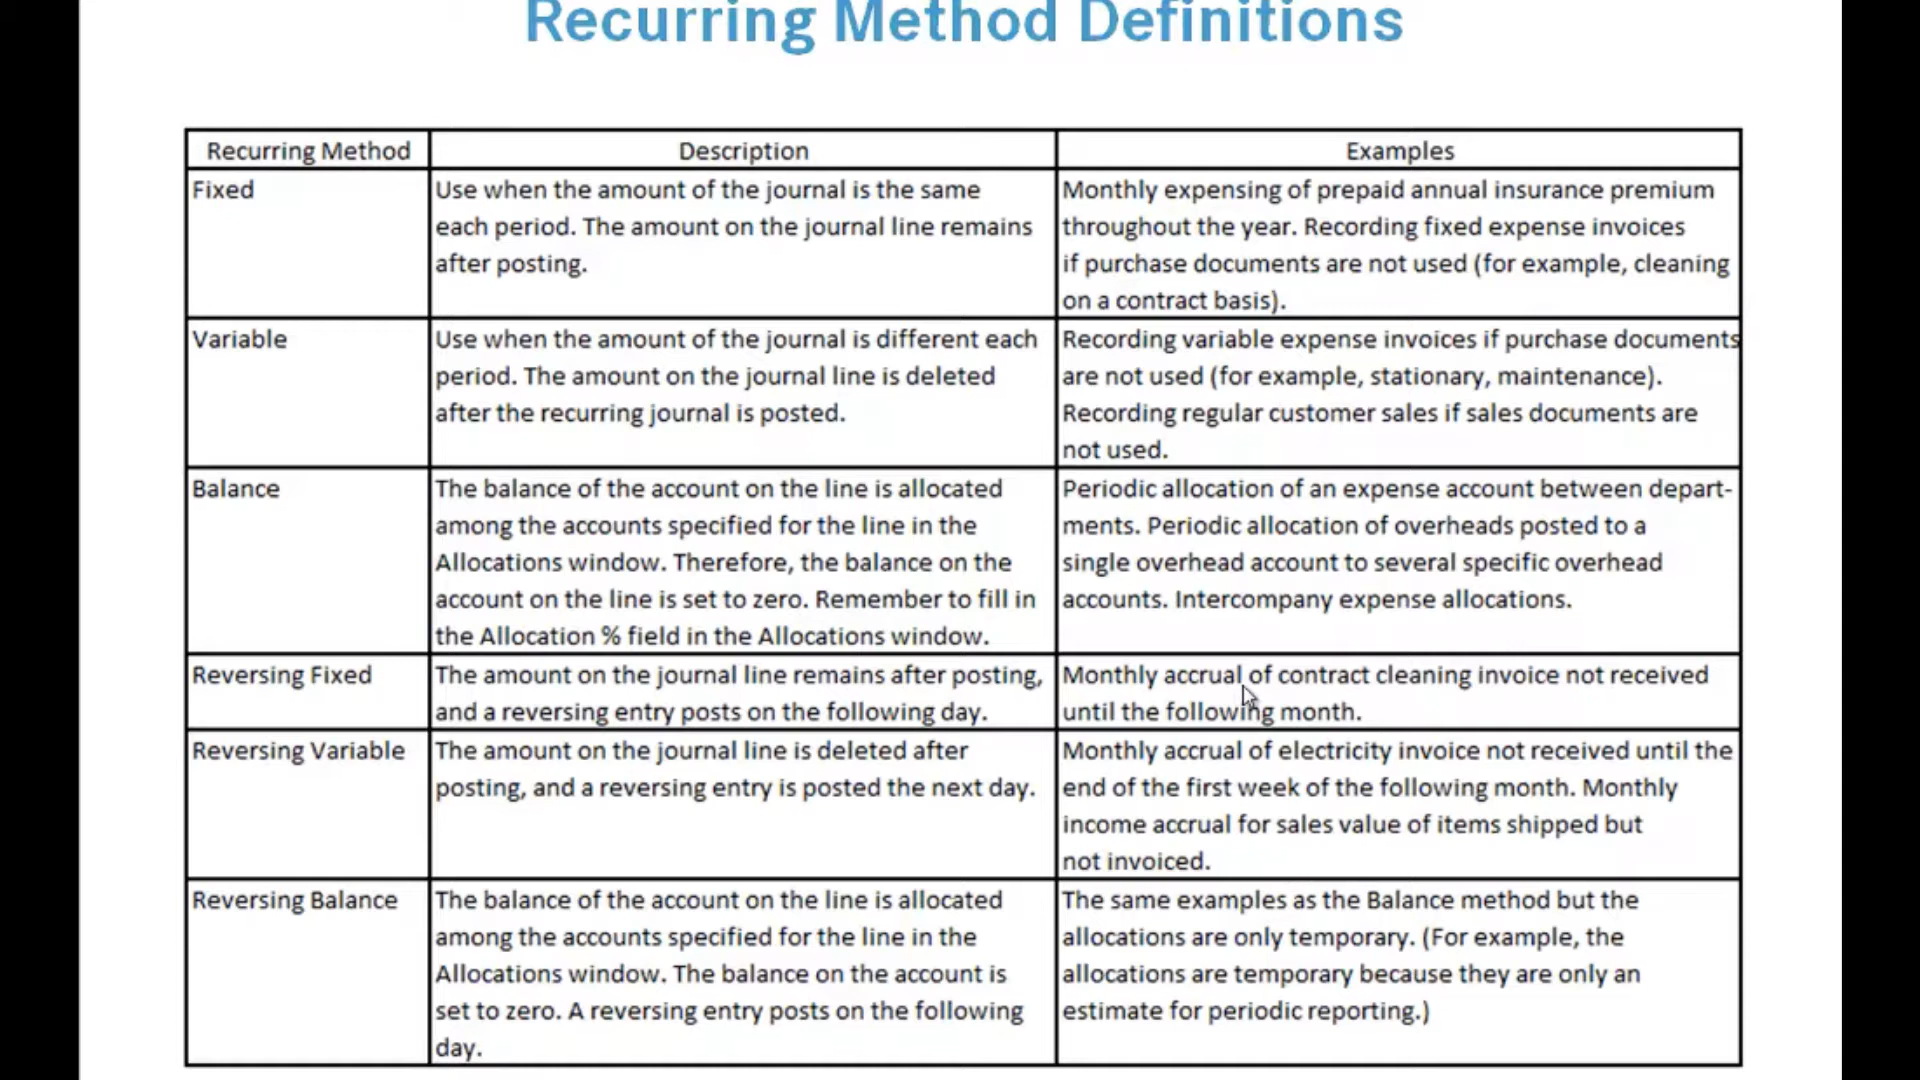 Recurring Method Definitions
Recurring Method
Description
Examples
Fixed
Use when the amount of the journal is the same
each period. The amount on the journal line remains
after posting.
Monthly expensing of prepaid annual insurance premium
throughout the year. Recording fixed expense invoices
if purchase documents are not used (for example, cleaning
on a contract basis).
Variable
Use when the amount of the journal is different each
period. The amount on the journal line is deleted
after the recurring journal is posted.
Recording variable expense invoices if purchase documents
are not used (for example, stationary, maintenance).
Recording regular customer sales if sales documents are
not used.
Balance
The balance of the account on the line is allocated
among the accounts specified for the line in the
Allocations window. Therefore, the balance on the
account on the line is set to zero. Remember to fill in
the Allocation % field in the Allocations window.
Periodic allocation of an expense account between depart-
ments. Periodic allocation of overheads posted to a
single overhead account to several specific overhead
accounts. Intercompany expense allocations.
Reversing Fixed
The amount on the journal line remains after posting,
and a reversing entry posts on the following day.
Monthly accrual of contract cleaning invoice not received
until the following month.
Reversing Variable
The amount on the journal line is deleted after
posting, and a reversing entry is posted the next day.
Monthly accrual of electricity invoice not received until the
end of the first week of the following month. Monthly
income accrual for sales value of items shipped but
not invoiced.
Reversing Balance
The balance of the account on the line is allocated
among the accounts specified for the line in the
Allocations window. The balance on the account is
set to zero. A reversing entry posts on the following
day.
The same examples as the Balance method but the
allocations are only temporary. (For example, the
allocations are temporary because they are only an
estimate for periodic reporting.)